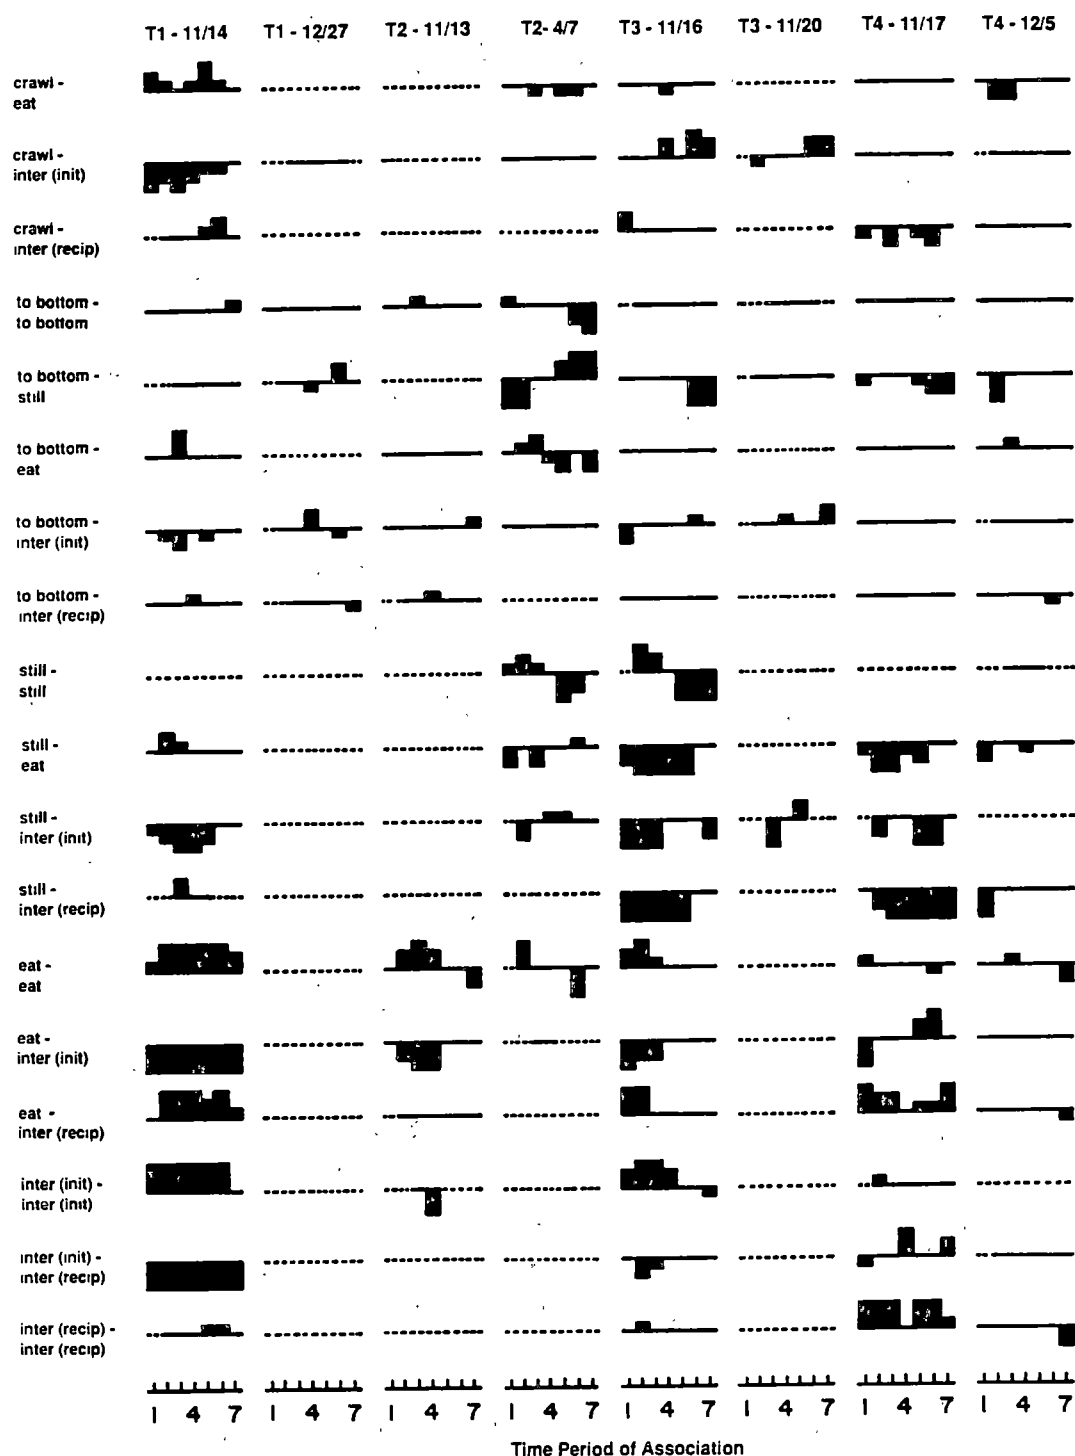 T1 - 11/14 T1 - 12/27 T2 - 11/13 T2- 4/7 T3 - 11/16 T3 - 11/20 T4 - 11/17 T4 - 12/5
crawl -
eat
crawl -
inter (init)
crawl -
inter (recip)
to bottom -
to bottom
to bottom -
still
to bottom -
eat
to bottom -
inter (init)
to bottom -
inter (recip)
still -
still
still -
eat
still -
inter (init)
still -
inter (recip)
eat -
eat
eat -
inter (init)
eat -
inter (recip)
inter (init) -
inter (init)
inter (init) -
inter (recip)
inter (recip) -
inter (recip)
1 4 7 1 4 7 1 4 7 1 4 7 1 4 7 1 4 7 1 4 7 1 4 7
Time Period of Association